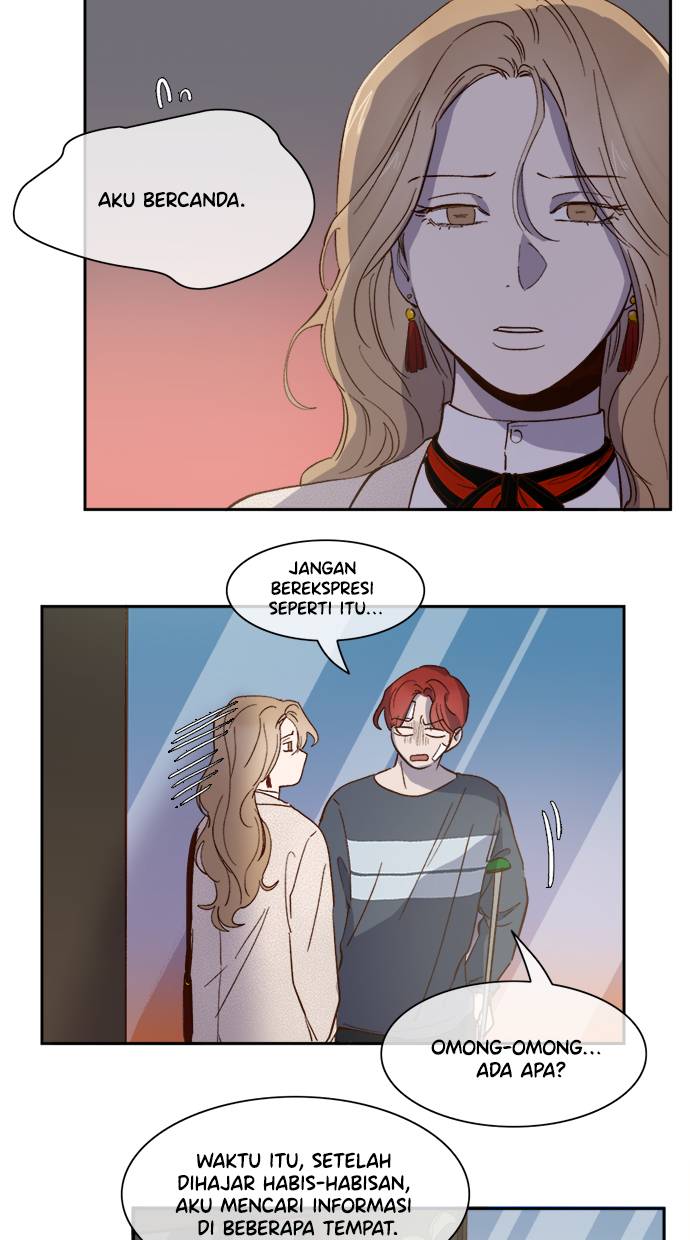 AKU BERCANDA.
JANGAN
BEREKSPRESI
SEPERTI ITU...
OMONG-OMONG...
ADA APA?
WAKTU ITU, SETELAH
DIHAJAR HABIS-HABISAN,
AKU MENCARI INFORMASI
DI BEBERAPA TEMPAT.